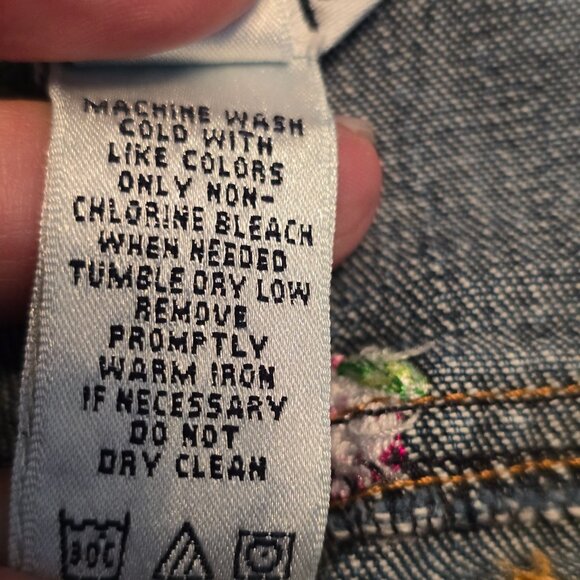 MACHINE WASH
COLD WITH
LIKE COLORS
ONLY NON-
CHLORINE BLEACH
WHEN NEEDED
TUMBLE DRY LOW
REMOVE
PROMPTLY
WARM IRON
IF NECESSARY
DO NOT
DRY CLEAN
30C